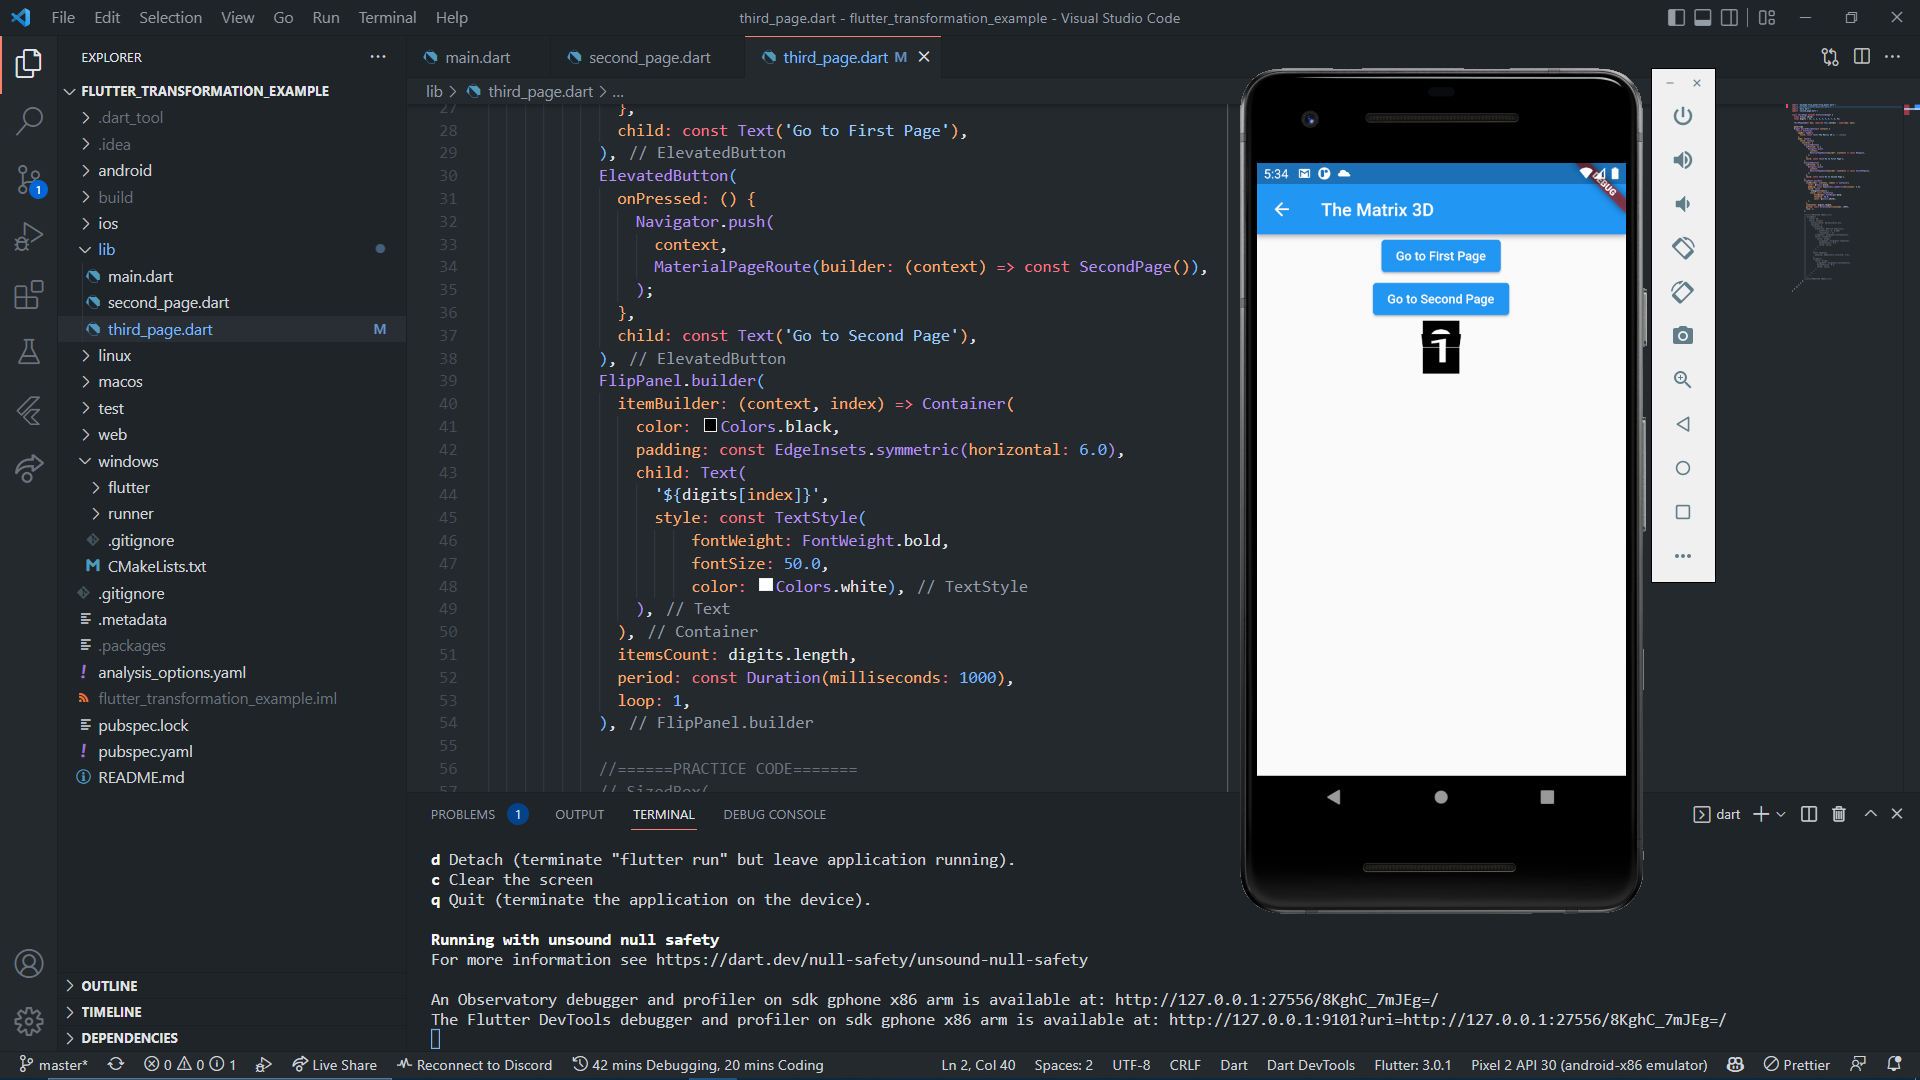 File Edit Selection View Go Run Terminal Help
third_page.dart - flutter_transformation_example - Visual Studio Code
EXPLORER
FLUTTER_TRANSFORMATION_EXAMPLE
.dart_tool
.idea
android
build
ios
lib
main.dart
second_page.dart
third_page.dart M
linux
macos
test
web
windows
flutter
runner
.gitignore
CMakeLists.txt
.gitignore
.metadata
.packages
analysis_options.yaml
flutter_transformation_example.iml
pubspec.lock
pubspec.yaml
README.md
OUTLINE
TIMELINE
DEPENDENCIES
main.dart second_page.dart third_page.dart M
lib > third_page.dart > ...
27 },
28 child: const Text('Go to First Page'),
29 ), // ElevatedButton
30 ElevatedButton(
31 onPressed: () {
32 Navigator.push(
33 context,
34 MaterialPageRoute(builder: (context) => const SecondPage()),
35 );
36 },
37 child: const Text('Go to Second Page'),
38 ), // ElevatedButton
39 FlipPanel.builder(
40 itemBuilder: (context, index) => Container(
41 color: Colors.black,
42 padding: const EdgeInsets.symmetric(horizontal: 6.0),
43 child: Text(
44 '${digits[index]}',
45 style: const TextStyle(
46 fontWeight: FontWeight.bold,
47 fontSize: 50.0,
48 color: Colors.white), // TextStyle
49 ), // Text
50 ), // Container
51 itemsCount: digits.length,
52 period: const Duration(milliseconds: 1000),
53 loop: 1,
54 ), // FlipPanel.builder
55
56 //======PRACTICE CODE=======
57 // SizedBox(
5:34
DEBUG
The Matrix 3D
Go to First Page
Go to Second Page
1
PROBLEMS 1 OUTPUT TERMINAL DEBUG CONSOLE
dart
d Detach (terminate "flutter run" but leave application running).
c Clear the screen
q Quit (terminate the application on the device).
Running with unsound null safety
For more information see https://dart.dev/null-safety/unsound-null-safety
An Observatory debugger and profiler on sdk gphone x86 arm is available at: http://127.0.0.1:27556/8KghC_7mJEg=/
The Flutter DevTools debugger and profiler on sdk gphone x86 arm is available at: http://127.0.0.1:9101?uri=http://127.0.0.1:27556/8KghC_7mJEg=/
master* 0 0 1 Live Share Reconnect to Discord 42 mins Debugging, 20 mins Coding
Ln 2, Col 40 Spaces: 2 UTF-8 CRLF Dart Dart DevTools Flutter: 3.0.1 Pixel 2 API 30 (android-x86 emulator) Prettier